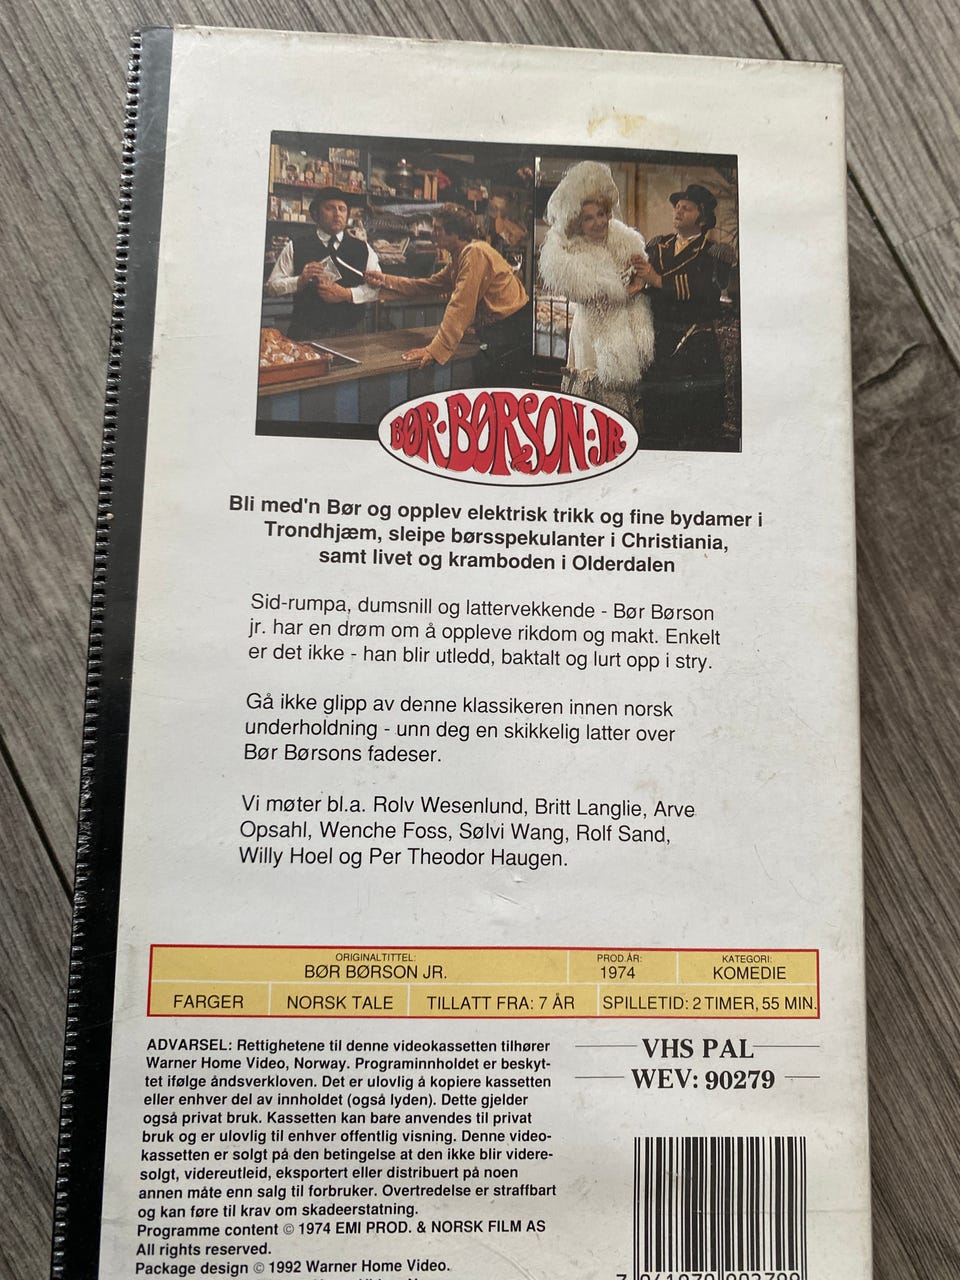 BØR·BØRSON·JR.
Bli med'n Bør og opplev elektrisk trikk og fine bydamer i
Trondhjæm, sleipe børsspekulanter i Christiania,
samt livet og kramboden i Olderdalen
Sid-rumpa, dumsnill og lattervekkende - Bør Børson
jr. har en drøm om å oppleve rikdom og makt. Enkelt
er det ikke - han blir utledd, baktalt og lurt opp i stry.
Gå ikke glipp av denne klassikeren innen norsk
underholdning - unn deg en skikkelig latter over
Bør Børsons fadeser.
Vi møter bl.a. Rolv Wesenlund, Britt Langlie, Arve
Opsahl, Wenche Foss, Sølvi Wang, Rolf Sand,
Willy Hoel og Per Theodor Haugen.
ORIGINALTITTEL:
BØR BØRSON JR.
PROD.ÅR:
1974
KATEGORI:
KOMEDIE
FARGER
NORSK TALE
TILLATT FRA: 7 ÅR
SPILLETID: 2 TIMER, 55 MIN.
ADVARSEL: Rettighetene til denne videokassetten tilhører
Warner Home Video, Norway. Programinnholdet er beskyt-
tet ifølge åndsverkloven. Det er ulovlig å kopiere kassetten
eller enhver del av innholdet (også lyden). Dette gjelder
også privat bruk. Kassetten kan bare anvendes til privat
bruk og er ulovlig til enhver offentlig visning. Denne video-
kassetten er solgt på den betingelse at den ikke blir videre-
solgt, videreutleid, eksportert eller distribuert på noen
annen måte enn salg til forbruker. Overtredelse er straffbart
og kan føre til krav om skadeerstatning.
Programme content © 1974 EMI PROD. & NORSK FILM AS
All rights reserved.
Package design © 1992 Warner Home Video.
VHS PAL
WEV: 90279